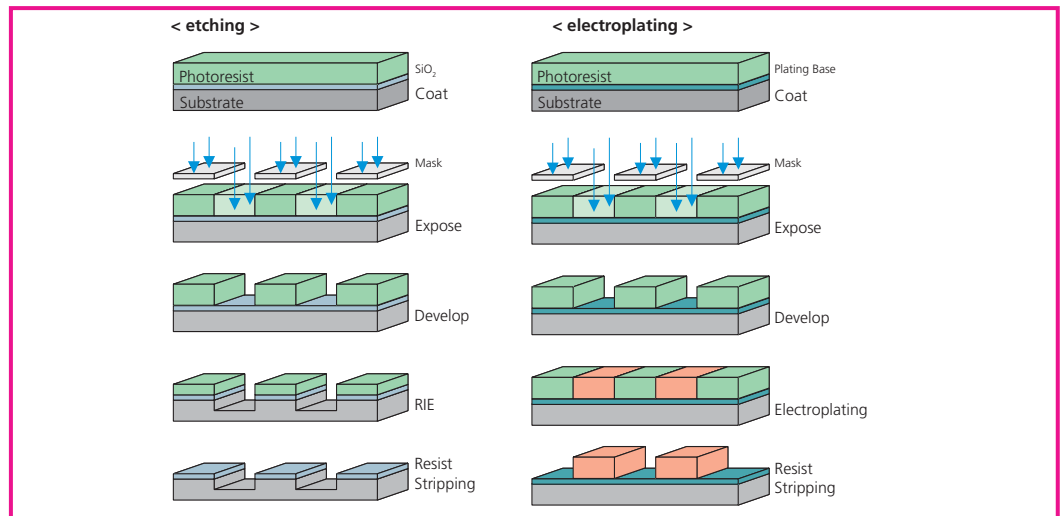 < etching >
Photoresist
SiO₂
Coat
Substrate
Mask
Expose
Develop
RIE
Resist
Stripping
< electroplating >
Photoresist
Plating Base
Coat
Substrate
Mask
Expose
Develop
Electroplating
Resist
Stripping